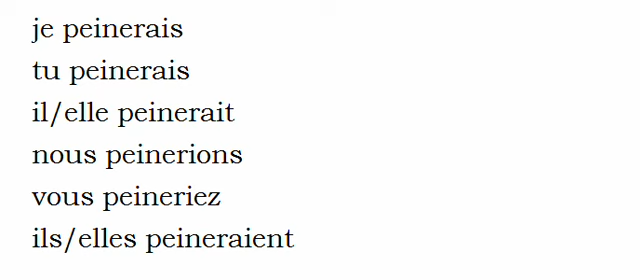 je peinerais
tu peinerais
il/elle peinerait
nous peinerions
vous peineriez
ils/elles peineraient